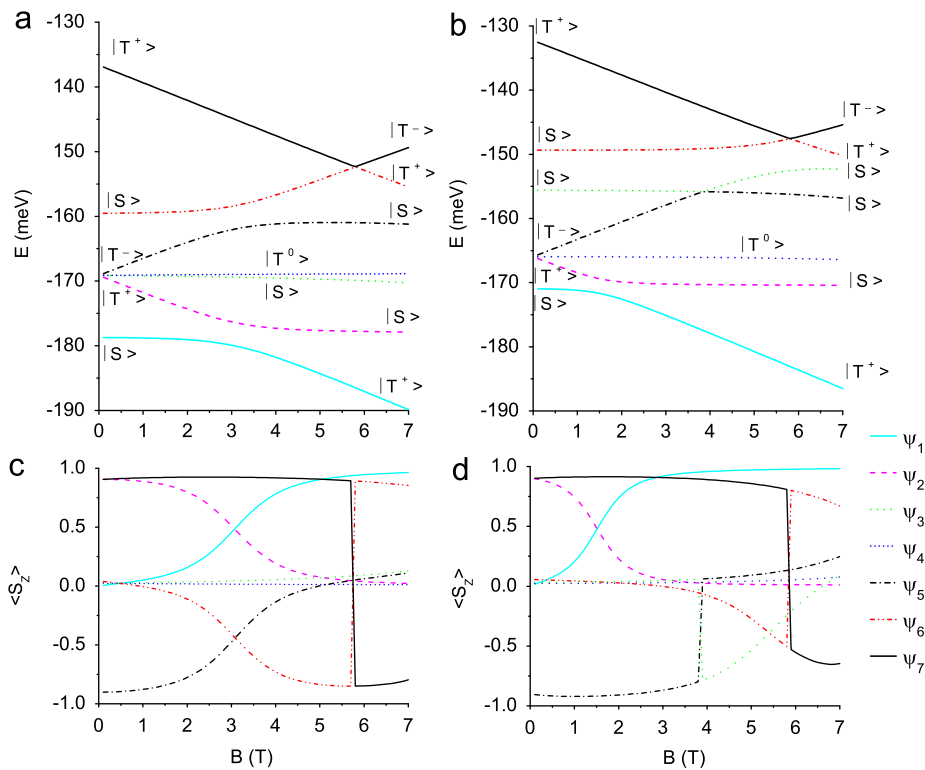 a
-130
140
150
-160
-170
-180
-190
E (meV)
|T⁺>
|S>
|T⁻>
|T⁺>
|S>
|T⁰>
|S>
|T⁻>
|T⁺>
|S>
|S>
|T⁺>
0 1 2 3 4 5 6 7
b
-130
-140
-150
-160
-170
-180
-190
E (meV)
|T⁺>
|S>
|S>
|T⁻>
|T⁺>
|S>
|T⁰>
|T⁻>
|T⁺>
|S>
|S>
|S>
|T⁺>
0 1 2 3 4 5 6 7
c
1.0
0.5
0.0
-0.5
-1.0
<S_Z>
0 1 2 3 4 5 6 7
B (T)
d
1.0
0.5
0.0
-0.5
-1.0
<S_Z>
0 1 2 3 4 5 6 7
B (T)
ψ₁
ψ₂
ψ₃
ψ₄
ψ₅
ψ₆
ψ₇